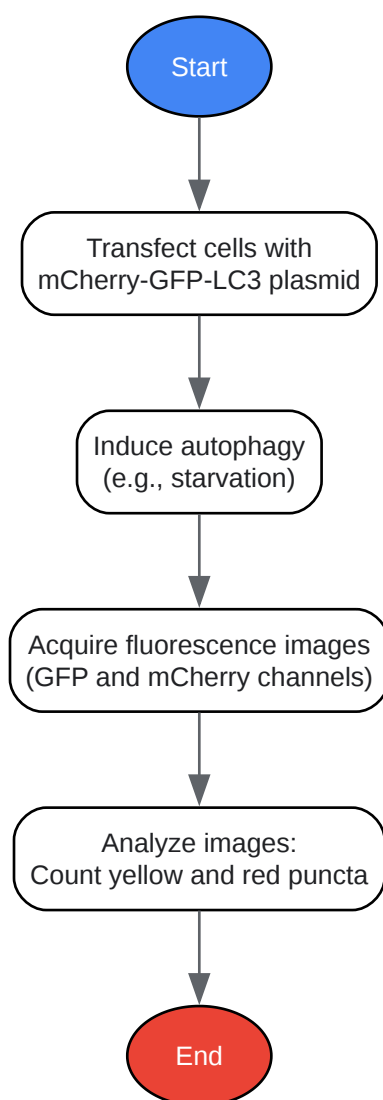 Start
Transfect cells with
mCherry-GFP-LC3 plasmid
Induce autophagy
(e.g., starvation)
Acquire fluorescence images
(GFP and mCherry channels)
Analyze images:
Count yellow and red puncta
End